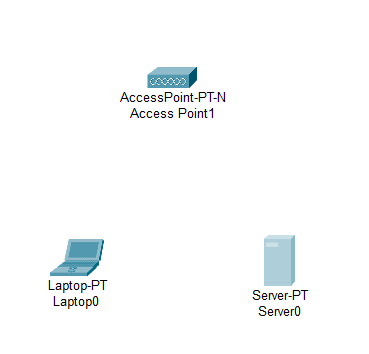 AccessPoint-PT-N
Access Point1
Laptop-PT
Laptop0
Server-PT
Server0